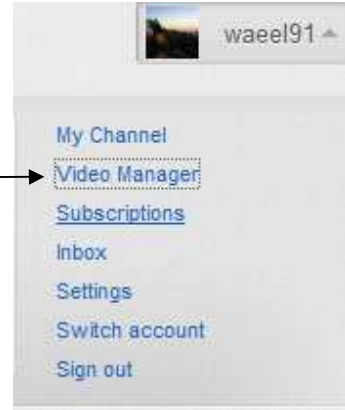 waeel91
My Channel
Video Manager
Subscriptions
Inbox
Settings
Switch account
Sign out